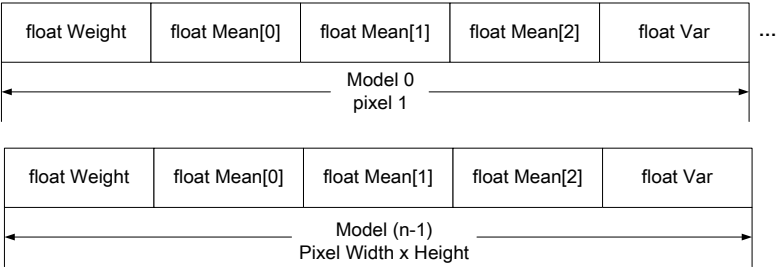 float Weight float Mean[0] float Mean[1] float Mean[2] float Var ...
Model 0
pixel 1
float Weight float Mean[0] float Mean[1] float Mean[2] float Var
Model (n-1)
Pixel Width x Height